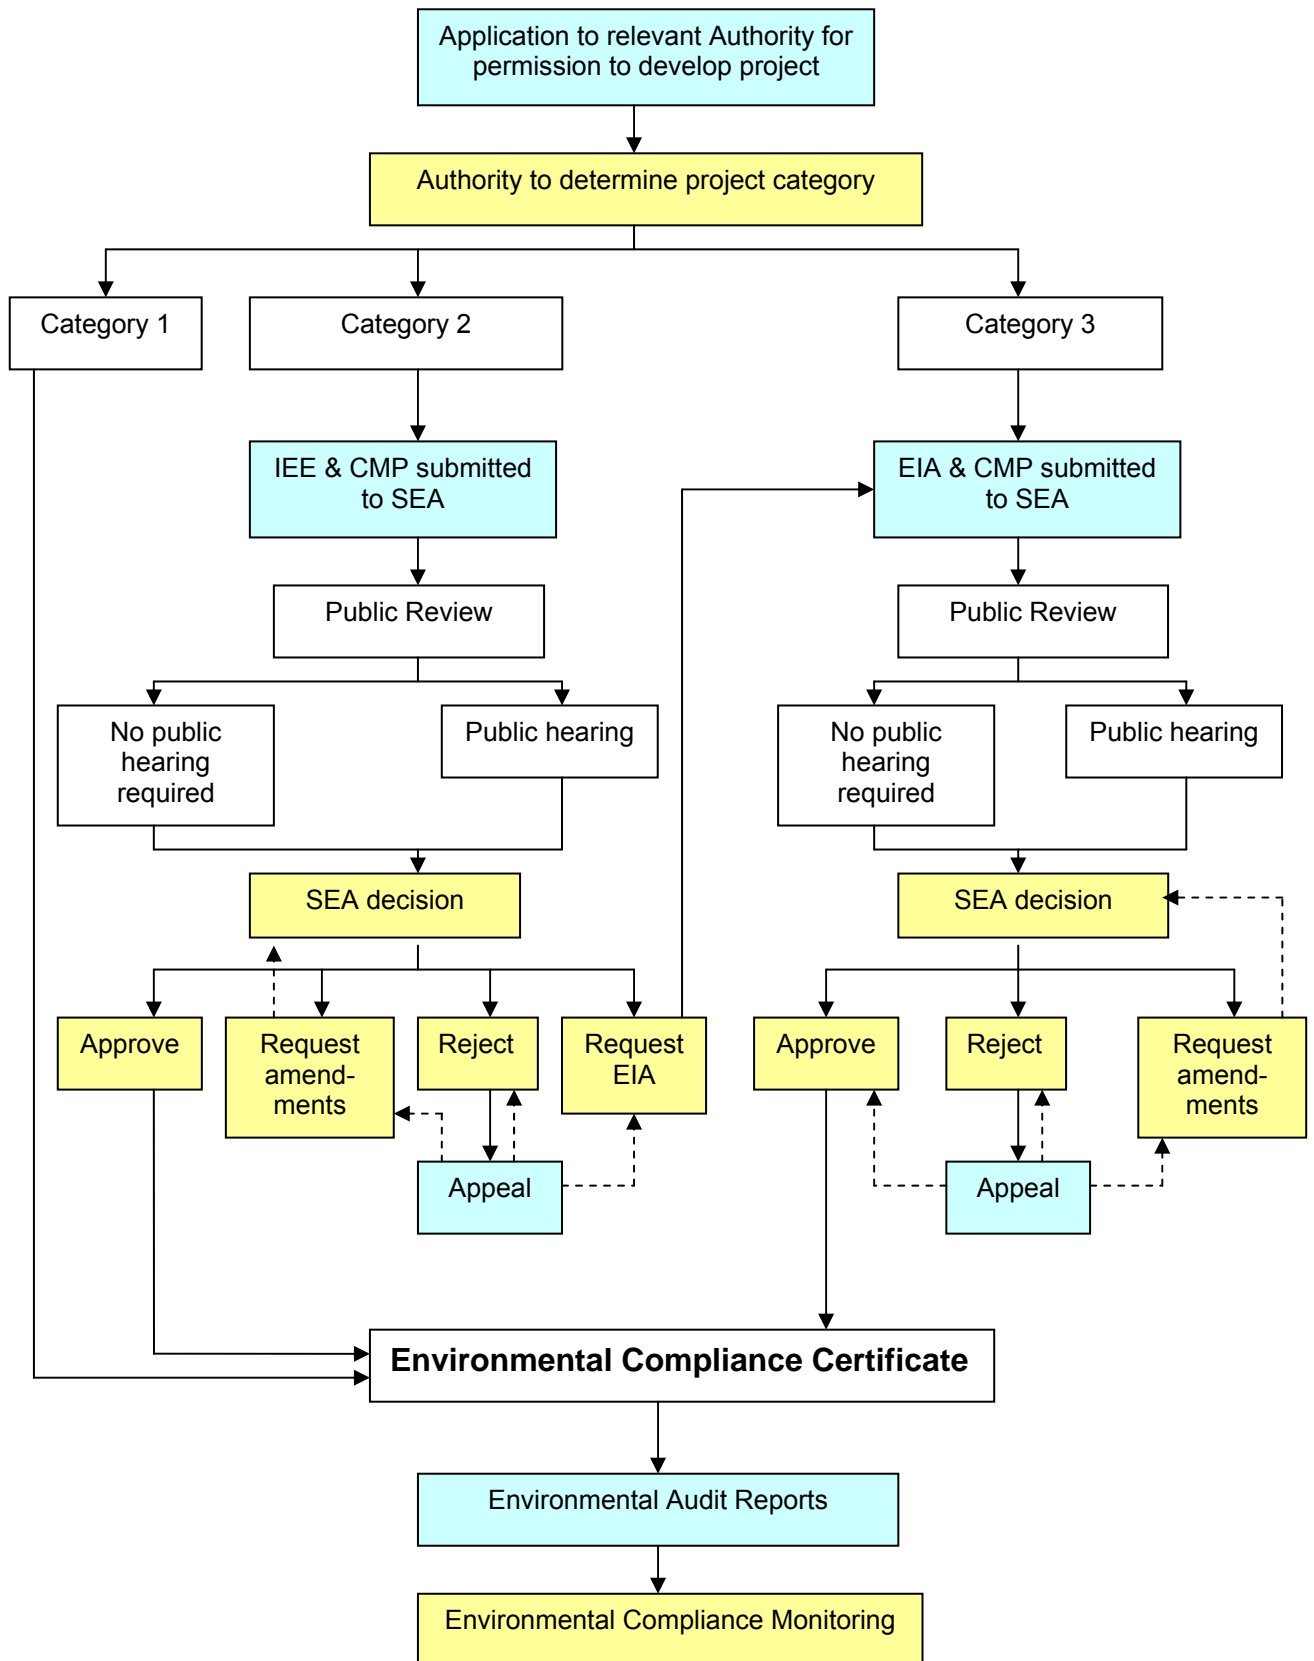 Application to relevant Authority for
permission to develop project
Authority to determine project category
Category 1
Category 2
Category 3
IEE & CMP submitted
to SEA
EIA & CMP submitted
to SEA
Public Review
Public Review
No public
hearing
required
Public hearing
No public
hearing
required
Public hearing
SEA decision
SEA decision
Approve
Request
amend-
ments
Reject
Request
EIA
Approve
Reject
Request
amend-
ments
Appeal
Appeal
Environmental Compliance Certificate
Environmental Audit Reports
Environmental Compliance Monitoring